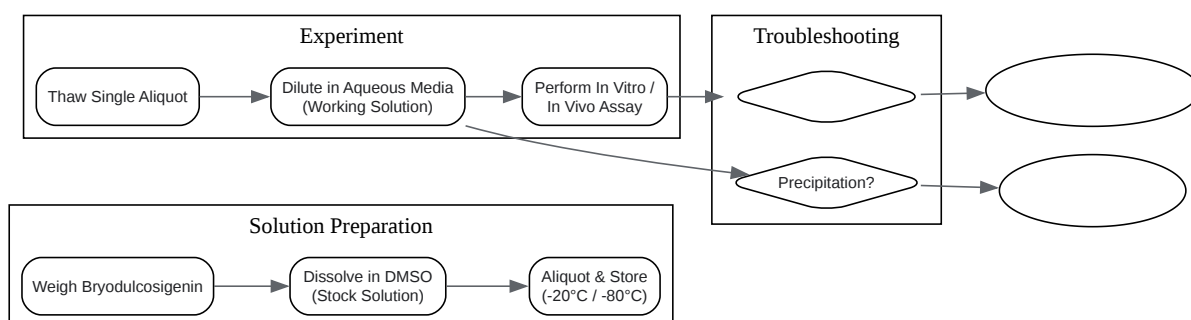 Experiment
Thaw Single Aliquot
Dilute in Aqueous Media
(Working Solution)
Perform In Vitro /
In Vivo Assay
Troubleshooting
Precipitation?
Solution Preparation
Weigh Bryodulcosigenin
Dissolve in DMSO
(Stock Solution)
Aliquot & Store
(-20°C / -80°C)